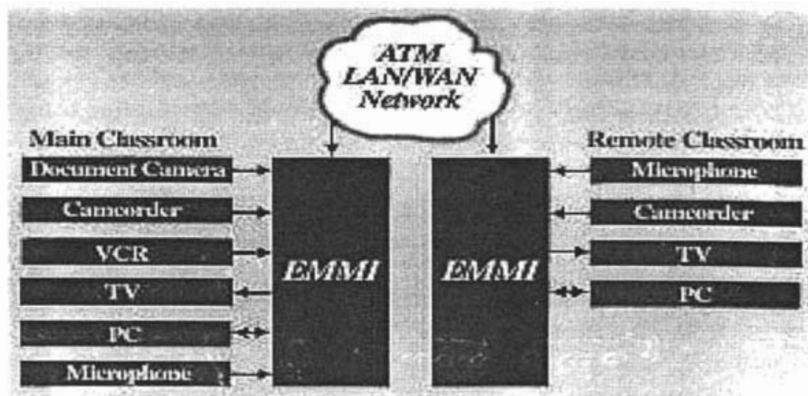 ATM
LAN/WAN
Network
Main Classroom
Document Camera
Camcorder
VCR
TV
PC
Microphone
EMMI
EMMI
Remote Classroom
Microphone
Camcorder
TV
PC